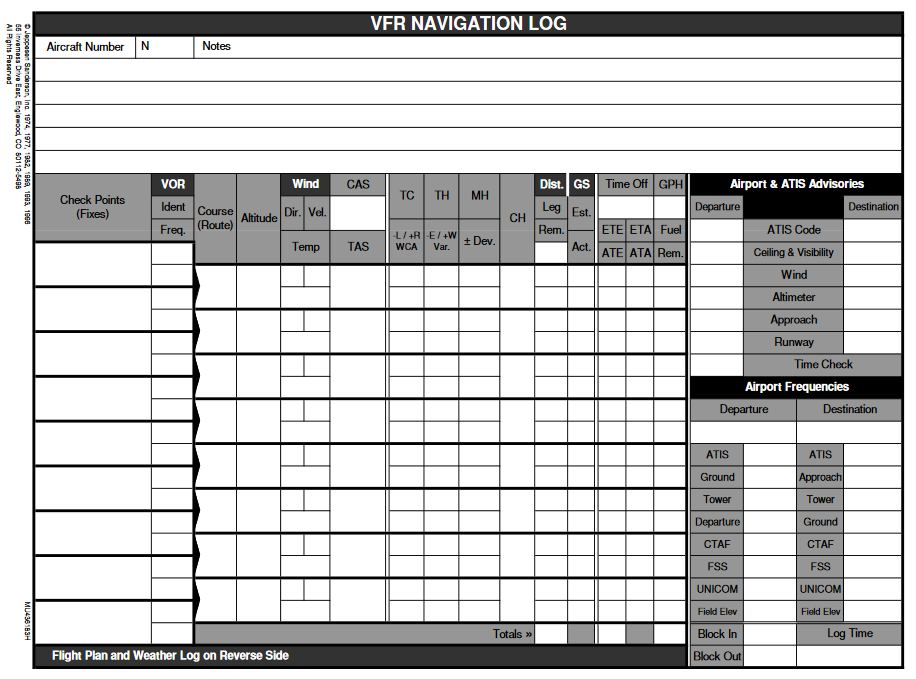 VFR NAVIGATION LOG
© Jeppesen Sanderson, Inc. 1974, 1977, 1982, 1989, 1993, 1996
55 Inverness Drive East, Englewood, CO 80112-5498
All Rights Reserved
Aircraft Number N Notes
Check Points
(Fixes)
VOR
Ident
Freq.
Course
(Route)
Altitude
Wind
Dir. Vel.
Temp
CAS
TAS
TC
-L / +R
WCA
TH
-E / +W
Var.
MH
± Dev.
CH
Dist.
Leg
Rem.
GS
Est.
Act.
Time Off GPH
ETE ETA Fuel
ATE ATA Rem.
Totals »
Airport & ATIS Advisories
Departure Destination
ATIS Code
Ceiling & Visibility
Wind
Altimeter
Approach
Runway
Time Check
Airport Frequencies
Departure Destination
ATIS ATIS
Ground Approach
Tower Tower
Departure Ground
CTAF CTAF
FSS FSS
UNICOM UNICOM
Field Elev Field Elev
Block In Log Time
Block Out
Flight Plan and Weather Log on Reverse Side